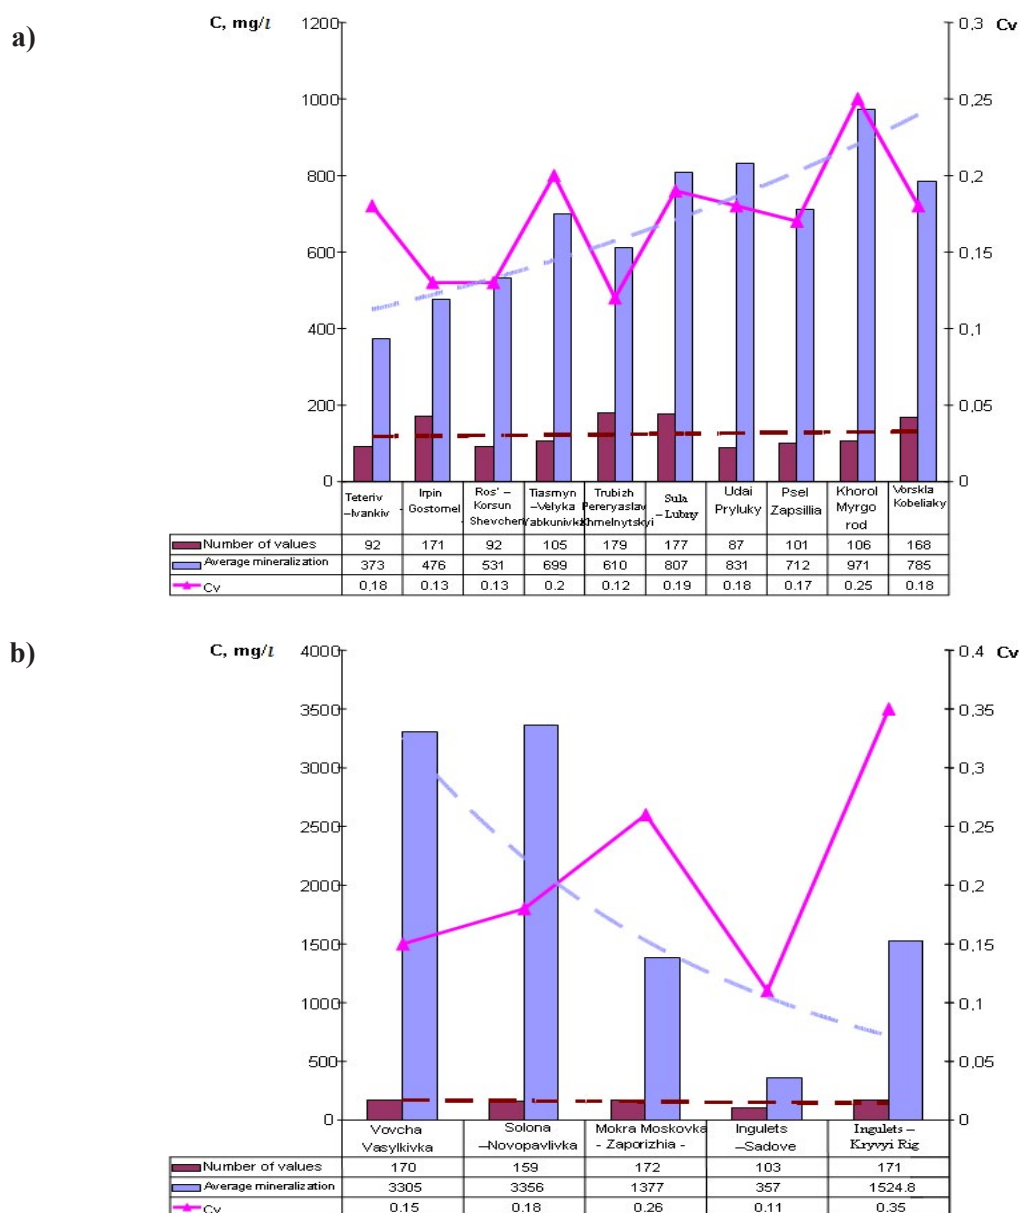 a)
C, mg/l
1200
0,3
Cv
1000
0,25
800
0,2
600
0,15
400
0,1
200
0,05
0
0
Teteriv –Ivankiv
Irpin Gostomel
Ros' – Korsun Shevchen
Tiasmyn –Velyka Yabkunivka
Trubizh Pereryaslav Khmelnytskyi
Sula – Lubny
Udai Pryluky
Psel Zapsillia
Khorol Myrgo rod
Vorskla Kobeliaky
Number of values 92 171 92 105 179 177 87 101 106 168
Average mineralization 373 476 531 699 610 807 831 712 971 785
Cv 0.18 0.13 0.13 0.2 0.12 0.19 0.18 0.17 0.25 0.18
b)
C, mg/l
4000
0,4
Cv
3500
0,35
3000
0,3
2500
0,25
2000
0,2
1500
0,15
1000
0,1
500
0,05
0
0
Vovcha Vasylkivka
Solona –Novopavlivka
Mokra Moskovka - Zaporizhia -
Ingulets –Sadove
Ingulets – Kryvyi Rig
Number of values 170 159 172 103 171
Average mineralization 3305 3356 1377 357 1524.8
Cv 0.15 0.18 0.26 0.11 0.35